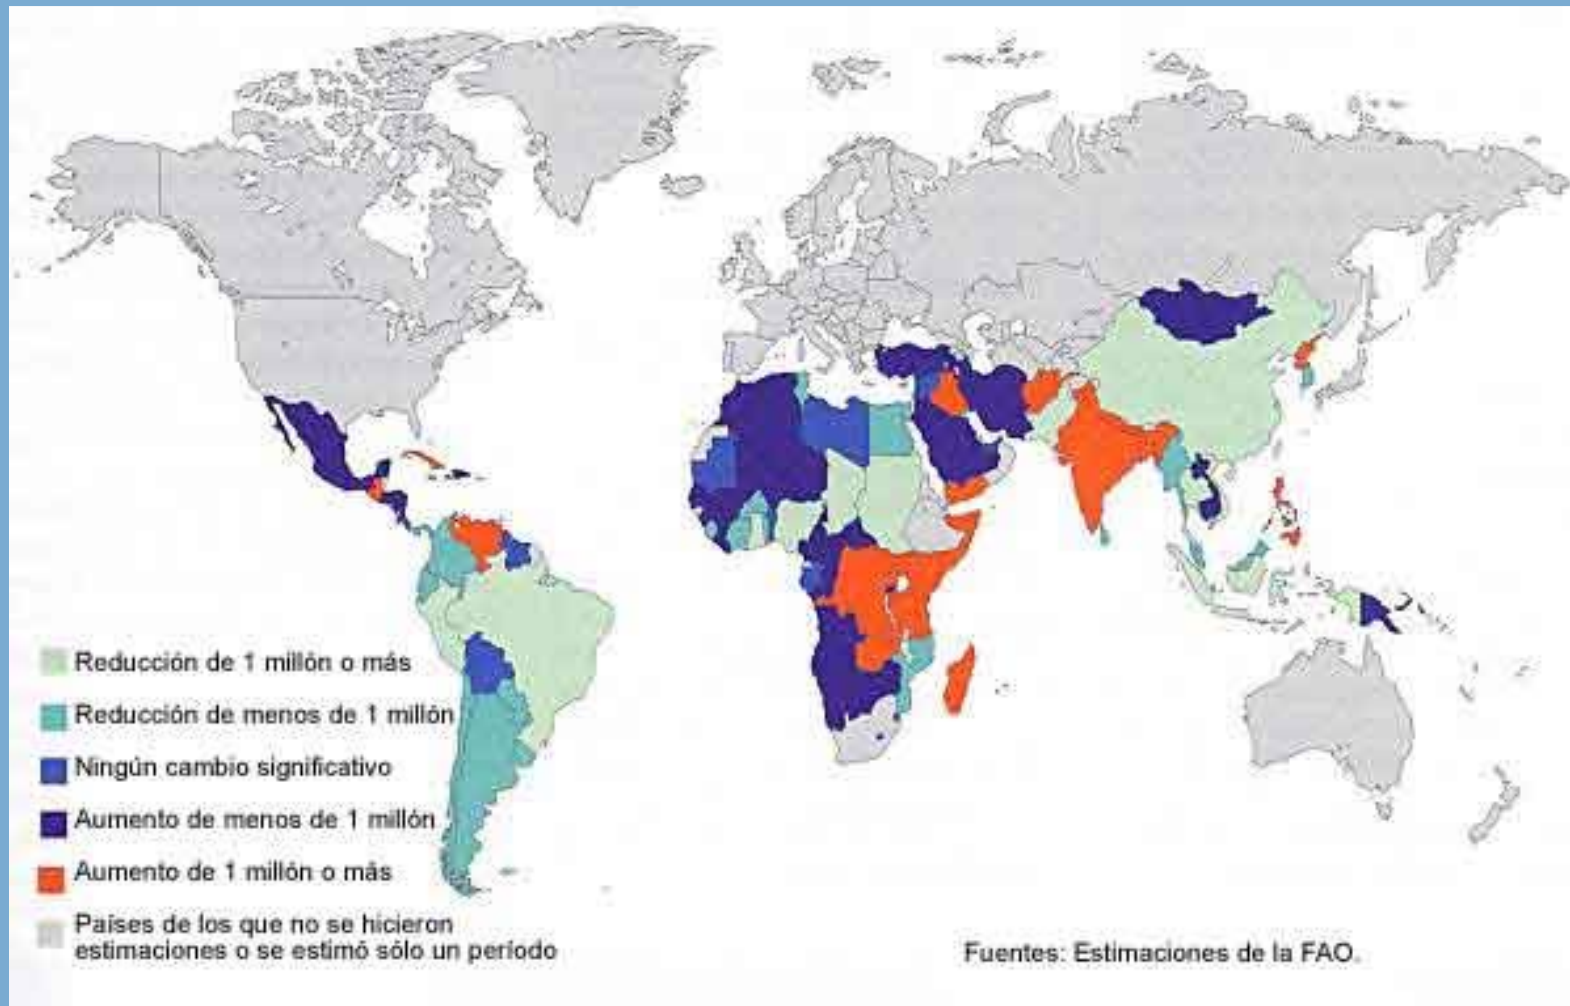 Reducción de 1 millón o más
Reducción de menos de 1 millón
Ningún cambio significativo
Aumento de menos de 1 millón
Aumento de 1 millón o más
Países de los que no se hicieron
estimaciones o se estimó sólo un período
Fuentes: Estimaciones de la FAO.